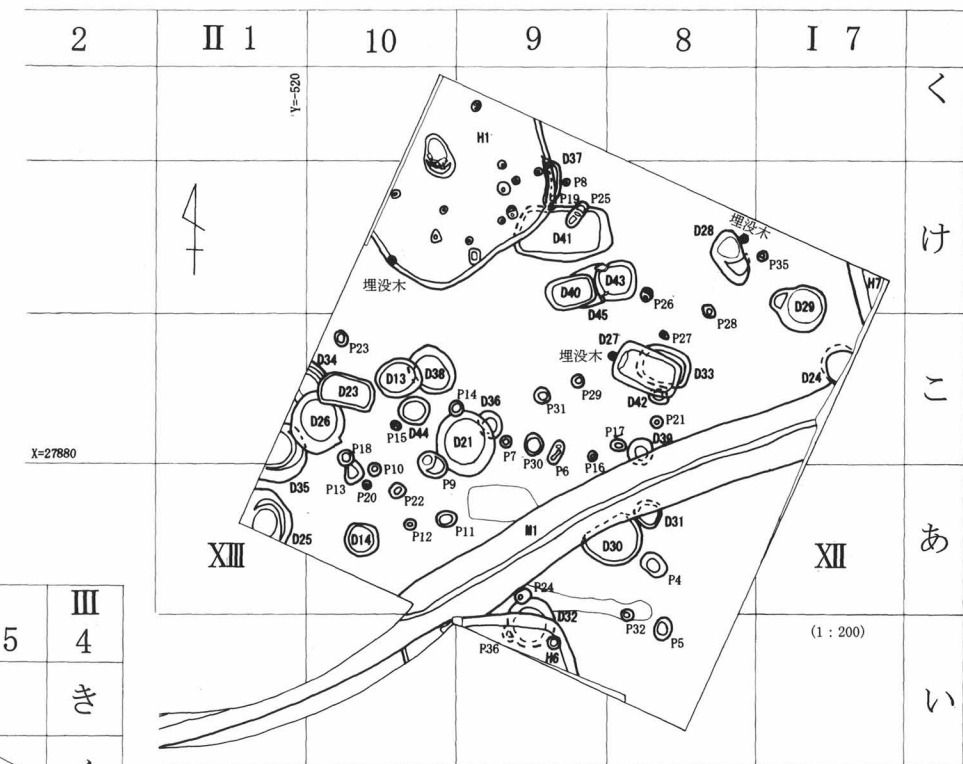 2 Ⅱ 1 10 9 8 Ⅰ 7
く
Y=-520
H1
D37
P8
P19 P25
D41
D28
埋没木
P35
け
埋没木
D40
D43
D45
P26
P28
D29
H7
P23
D27
P27
埋没木
D33
D24
D34
D13
D38
D23
D42
こ
P14
D36
P31
P29
D26
P15
D44
D21
P7
P30
P6
P16
P17
P21
D39
X=27880
P18
P10
P9
D35
P13
P20
P22
D25
D14
P12
P11
M1
D31
D30
あ
ⅩⅢ
ⅩⅡ
P4
P24
D32
P32
P5
(1：200)
P36
H6
Ⅲ
5 4
き
い